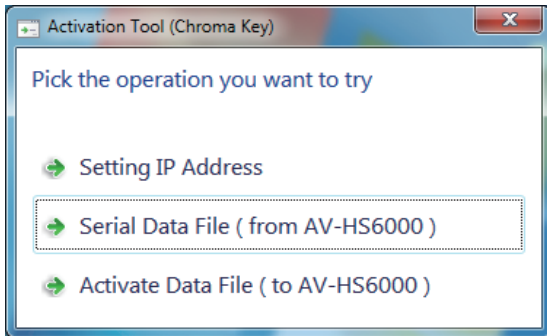 Activation Tool (Chroma Key)
Pick the operation you want to try
Setting IP Address
Serial Data File ( from AV-HS6000 )
Activate Data File ( to AV-HS6000 )